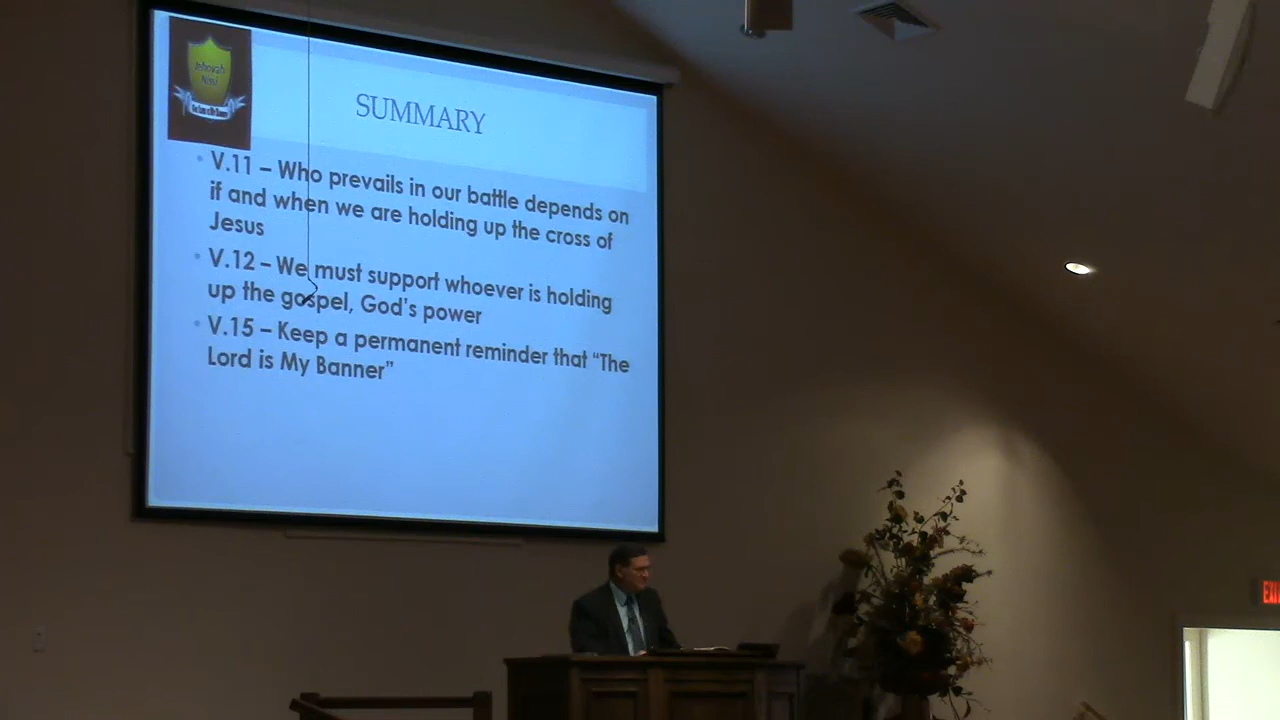 Jehovah
Nissi
SUMMARY
• V.11 – Who prevails in our battle depends on
if and when we are holding up the cross of
Jesus
• V.12 – We must support whoever is holding
up the gospel, God's power
• V.15 – Keep a permanent reminder that “The
Lord is My Banner”